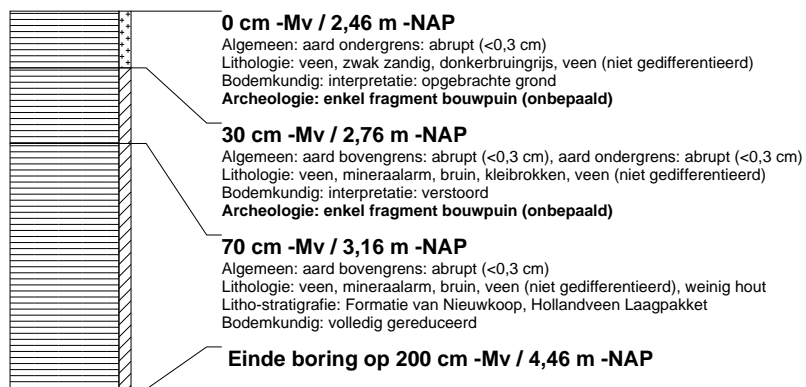 0 cm -Mv / 2,46 m -NAP
Algemeen: aard ondergrens: abrupt (<0,3 cm)
Lithologie: veen, zwak zandig, donkerbruingrijs, veen (niet gedifferentieerd)
Bodemkundig: interpretatie: opgebrachte grond
Archeologie: enkel fragment bouwpuin (onbepaald)
30 cm -Mv / 2,76 m -NAP
Algemeen: aard bovengrens: abrupt (<0,3 cm), aard ondergrens: abrupt (<0,3 cm)
Lithologie: veen, mineraalarm, bruin, kleibrokken, veen (niet gedifferentieerd)
Bodemkundig: interpretatie: verstoord
Archeologie: enkel fragment bouwpuin (onbepaald)
70 cm -Mv / 3,16 m -NAP
Algemeen: aard bovengrens: abrupt (<0,3 cm)
Lithologie: veen, mineraalarm, bruin, veen (niet gedifferentieerd), weinig hout
Litho-stratigrafie: Formatie van Nieuwkoop, Hollandveen Laagpakket
Bodemkundig: volledig gereduceerd
Einde boring op 200 cm -Mv / 4,46 m -NAP